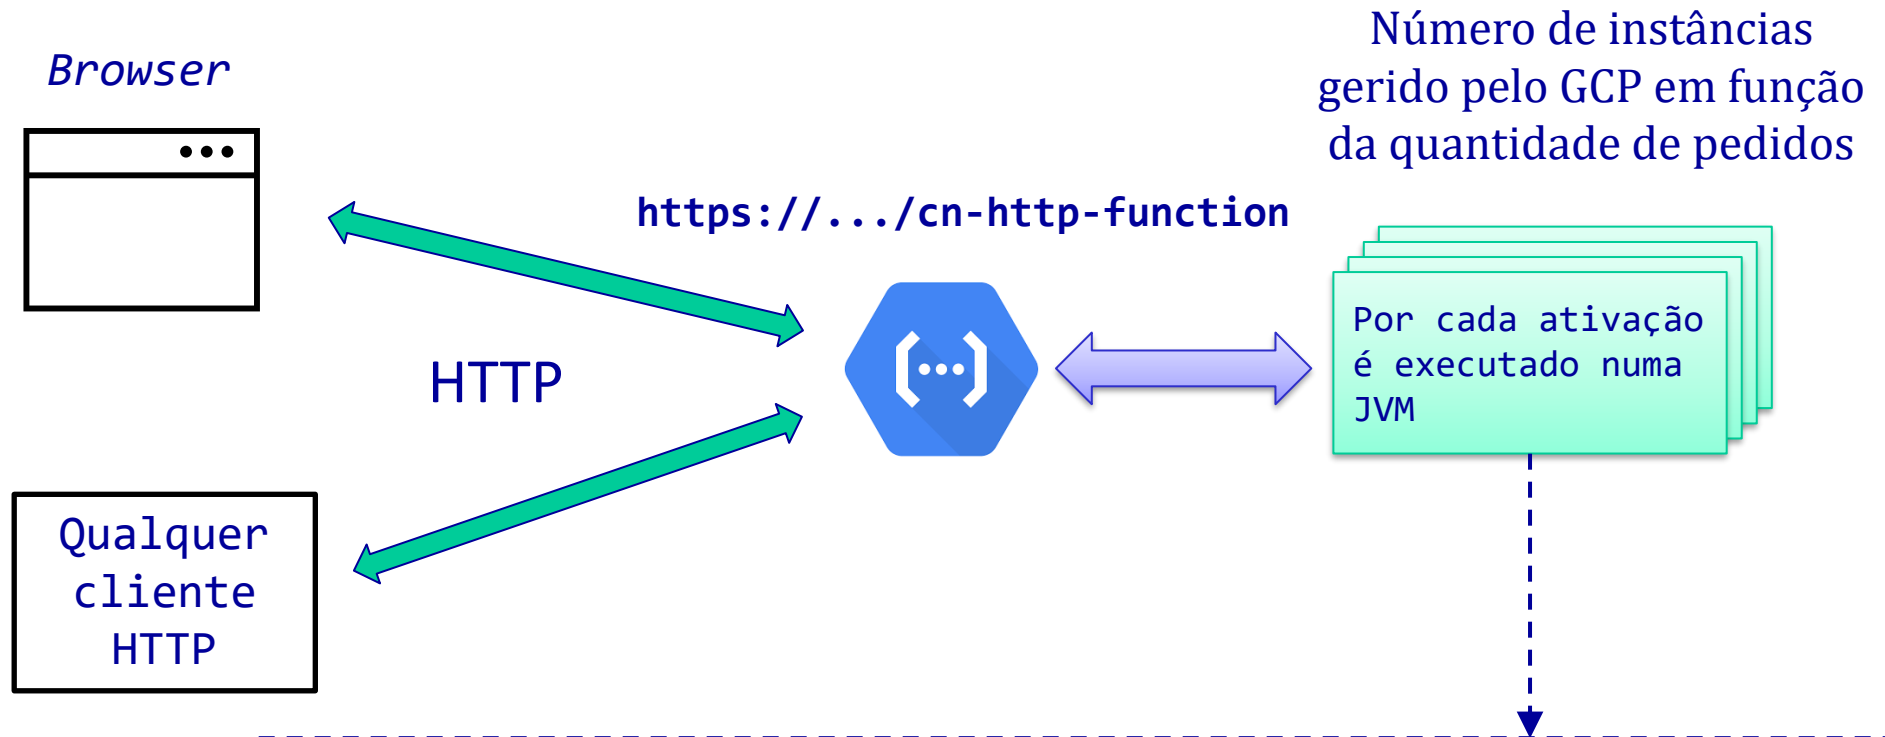 Número de instâncias
gerido pelo GCP em função
da quantidade de pedidos
Browser
https://.../cn-http-function
Por cada ativação
é executado numa
JVM
HTTP
Qualquer
cliente
HTTP